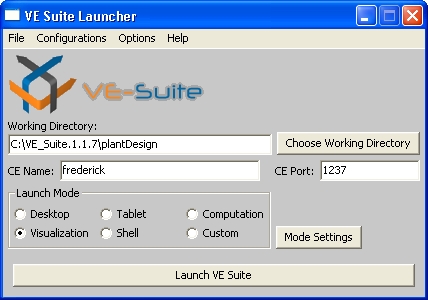 VE Suite Launcher
File Configurations Options Help
VE-Suite
Working Directory:
C:\VE_Suite.1.1.7\plantDesign Choose Working Directory
CE Name: frederick CE Port: 1237
Launch Mode
Desktop Tablet Computation
Visualization Shell Custom
Mode Settings
Launch VE Suite